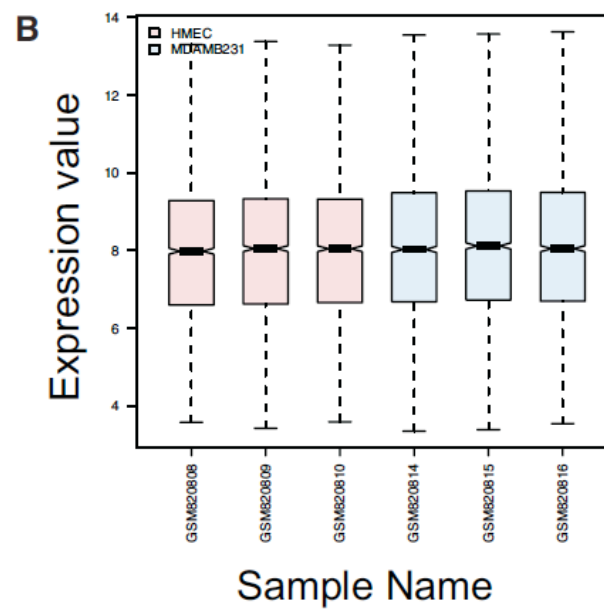 B
HMEC
MDAMB231
Expression value
14
12
10
8
6
4
GSM820808
GSM820809
GSM820810
GSM820814
GSM820815
GSM820816
Sample Name